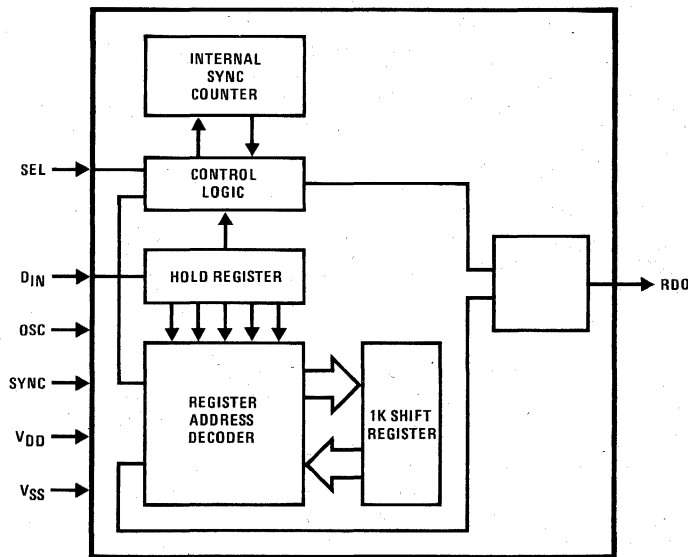 INTERNAL
SYNC
COUNTER
SEL
CONTROL
LOGIC
DIN
HOLD REGISTER
RDO
OSC
SYNC
REGISTER
ADDRESS
DECODER
1K SHIFT
REGISTER
VDD
VSS